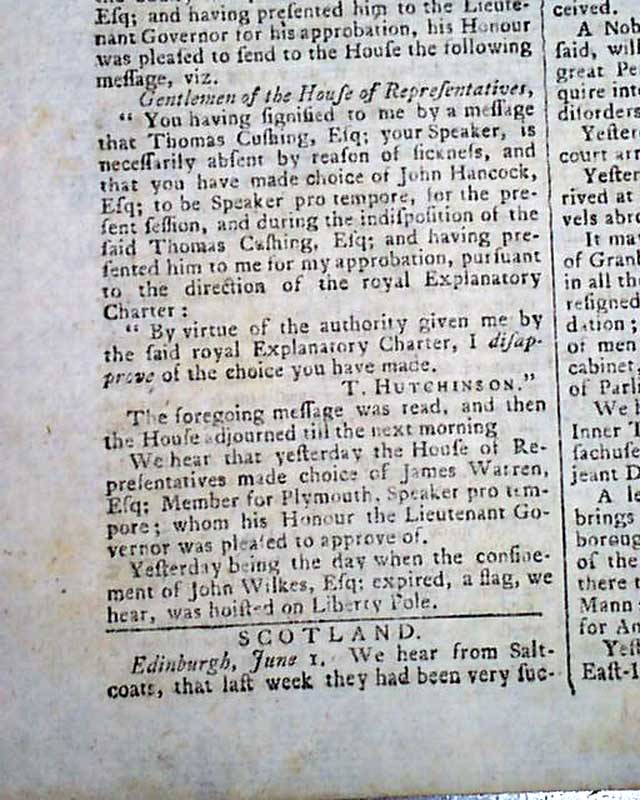 Eſq; and having preſented him to the Lieute-
nant Governor for his approbation, his Honour
was pleaſed to ſend to the Houſe the following
meſſage, viz.
Gentlemen of the Houſe of Repreſentatives,
“ You having ſignified to me by a meſſage
that Thomas Cuſhing, Eſq; your Speaker, is
neceſſarily abſent by reaſon of ſickneſs, and
that you have made choice of John Hancock,
Eſq; to be Speaker pro tempore, for the pre-
ſent ſeſſion, and during the indiſpoſition of the
ſaid Thomas Cuſhing, Eſq; and having pre-
ſented him to me for my approbation, purſuant
to the direction of the royal Explanatory
Charter:
“ By virtue of the authority given me by
the ſaid royal Explanatory Charter, I diſap-
prove of the choice you have made.
T. HUTCHINSON.”
The foregoing meſſage was read, and then
the Houſe adjourned till the next morning
We hear that yeſterday the Houſe of Re-
preſentatives made choice of James Warren,
Eſq; Member for Plymouth, Speaker pro tem-
pore; whom his Honour the Lieutenant Go-
vernor was pleaſed to approve of.
Yeſterday being the day when the confine-
ment of John Wilkes, Eſq; expired, a flag, we
hear, was hoiſted on Liberty Pole.
SCOTLAND.
Edinburgh, June 1. We hear from Salt-
coats, that laſt week they had been very ſuc-
ceived.
A Nob
ſaid, will
great Pe
quire int
diſorders
Yeſter
court arr
Yeſter
rived at
vels abro
It may
of Granb
in all the
reſigned
dation;
of men
cabinet,
of Parli
We h
Inner T
ſachuſe
jeant D
A le
brings
boroug
of the
there
Mann
for An
Yeſt
Eaſt-I